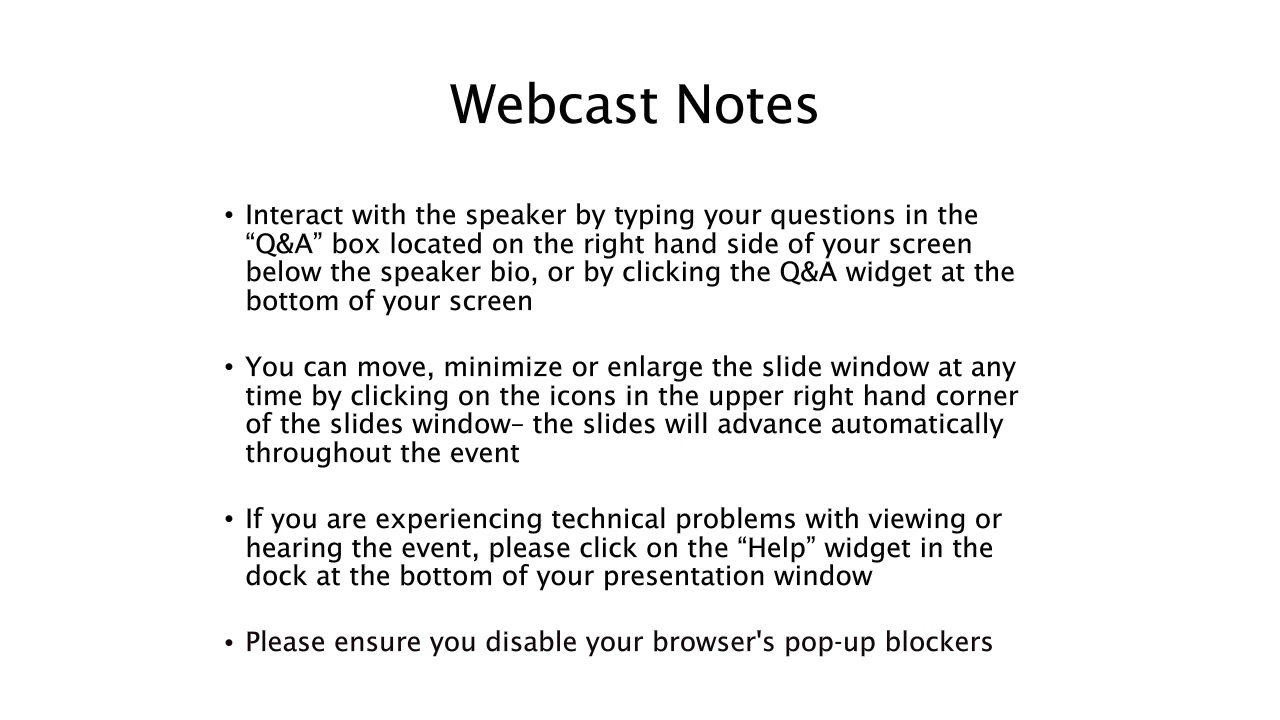 Webcast Notes
• Interact with the speaker by typing your questions in the
“Q&A” box located on the right hand side of your screen
below the speaker bio, or by clicking the Q&A widget at the
bottom of your screen
• You can move, minimize or enlarge the slide window at any
time by clicking on the icons in the upper right hand corner
of the slides window– the slides will advance automatically
throughout the event
• If you are experiencing technical problems with viewing or
hearing the event, please click on the “Help” widget in the
dock at the bottom of your presentation window
• Please ensure you disable your browser's pop-up blockers